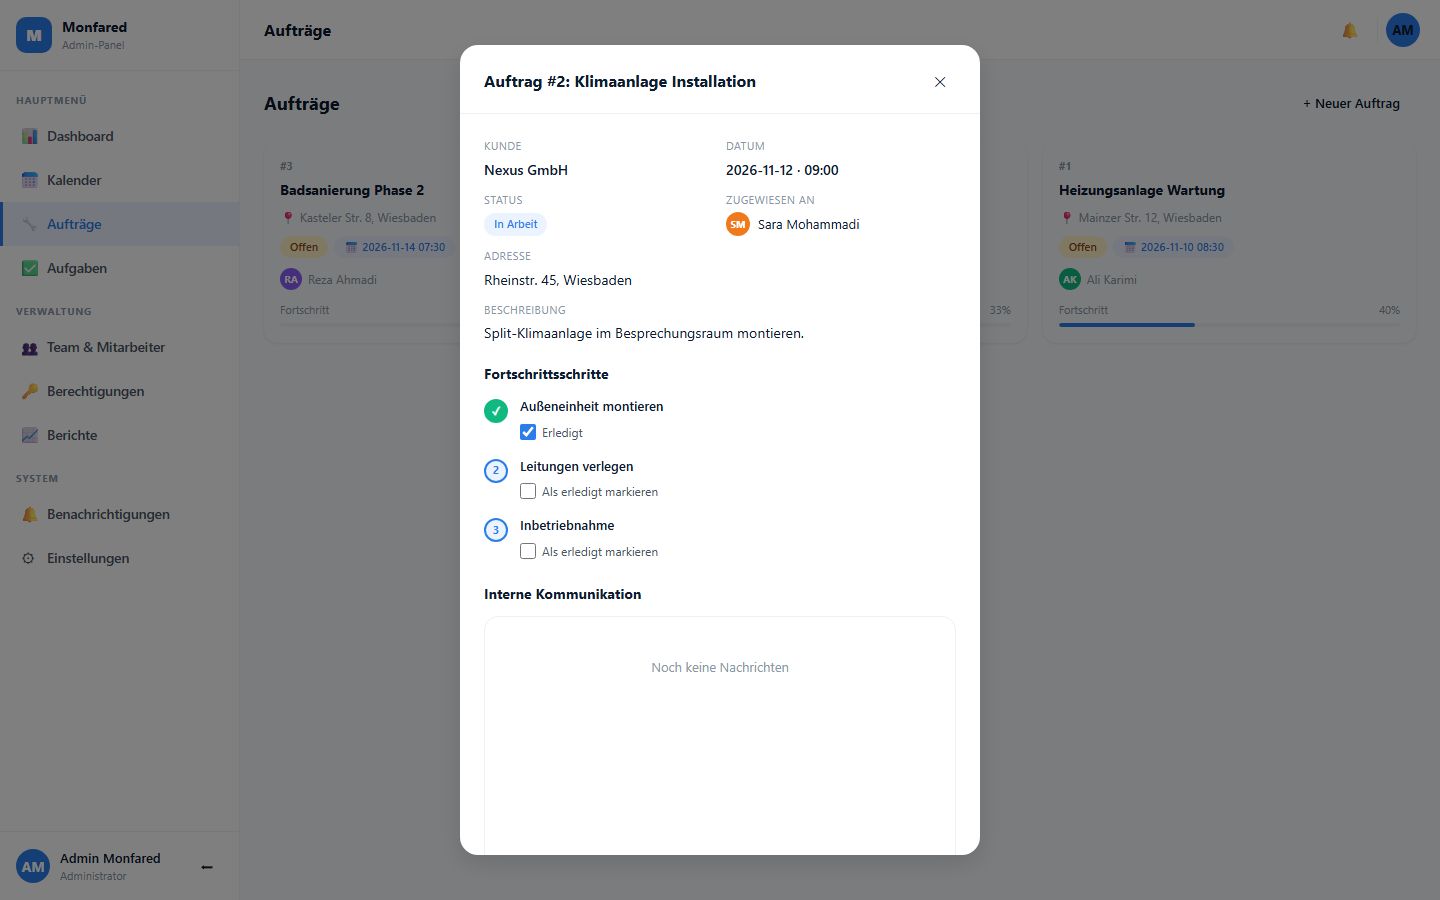 M
Monfared
Admin-Panel
HAUPTMENÜ
Dashboard
Kalender
Aufträge
Aufgaben
VERWALTUNG
Team & Mitarbeiter
Berechtigungen
Berichte
SYSTEM
Benachrichtigungen
Einstellungen
AM
Admin Monfared
Administrator
Aufträge
AM
Aufträge
+ Neuer Auftrag
#3
Badsanierung Phase 2
Kasteler Str. 8, Wiesbaden
Offen
2026-11-14 07:30
RA
Reza Ahmadi
Fortschritt
33%
#1
Heizungsanlage Wartung
Mainzer Str. 12, Wiesbaden
Offen
2026-11-10 08:30
AK
Ali Karimi
Fortschritt
40%
Auftrag #2: Klimaanlage Installation
KUNDE
Nexus GmbH
DATUM
2026-11-12 · 09:00
STATUS
In Arbeit
ZUGEWIESEN AN
SM
Sara Mohammadi
ADRESSE
Rheinstr. 45, Wiesbaden
BESCHREIBUNG
Split-Klimaanlage im Besprechungsraum montieren.
Fortschrittsschritte
Außeneinheit montieren
Erledigt
2
Leitungen verlegen
Als erledigt markieren
3
Inbetriebnahme
Als erledigt markieren
Interne Kommunikation
Noch keine Nachrichten